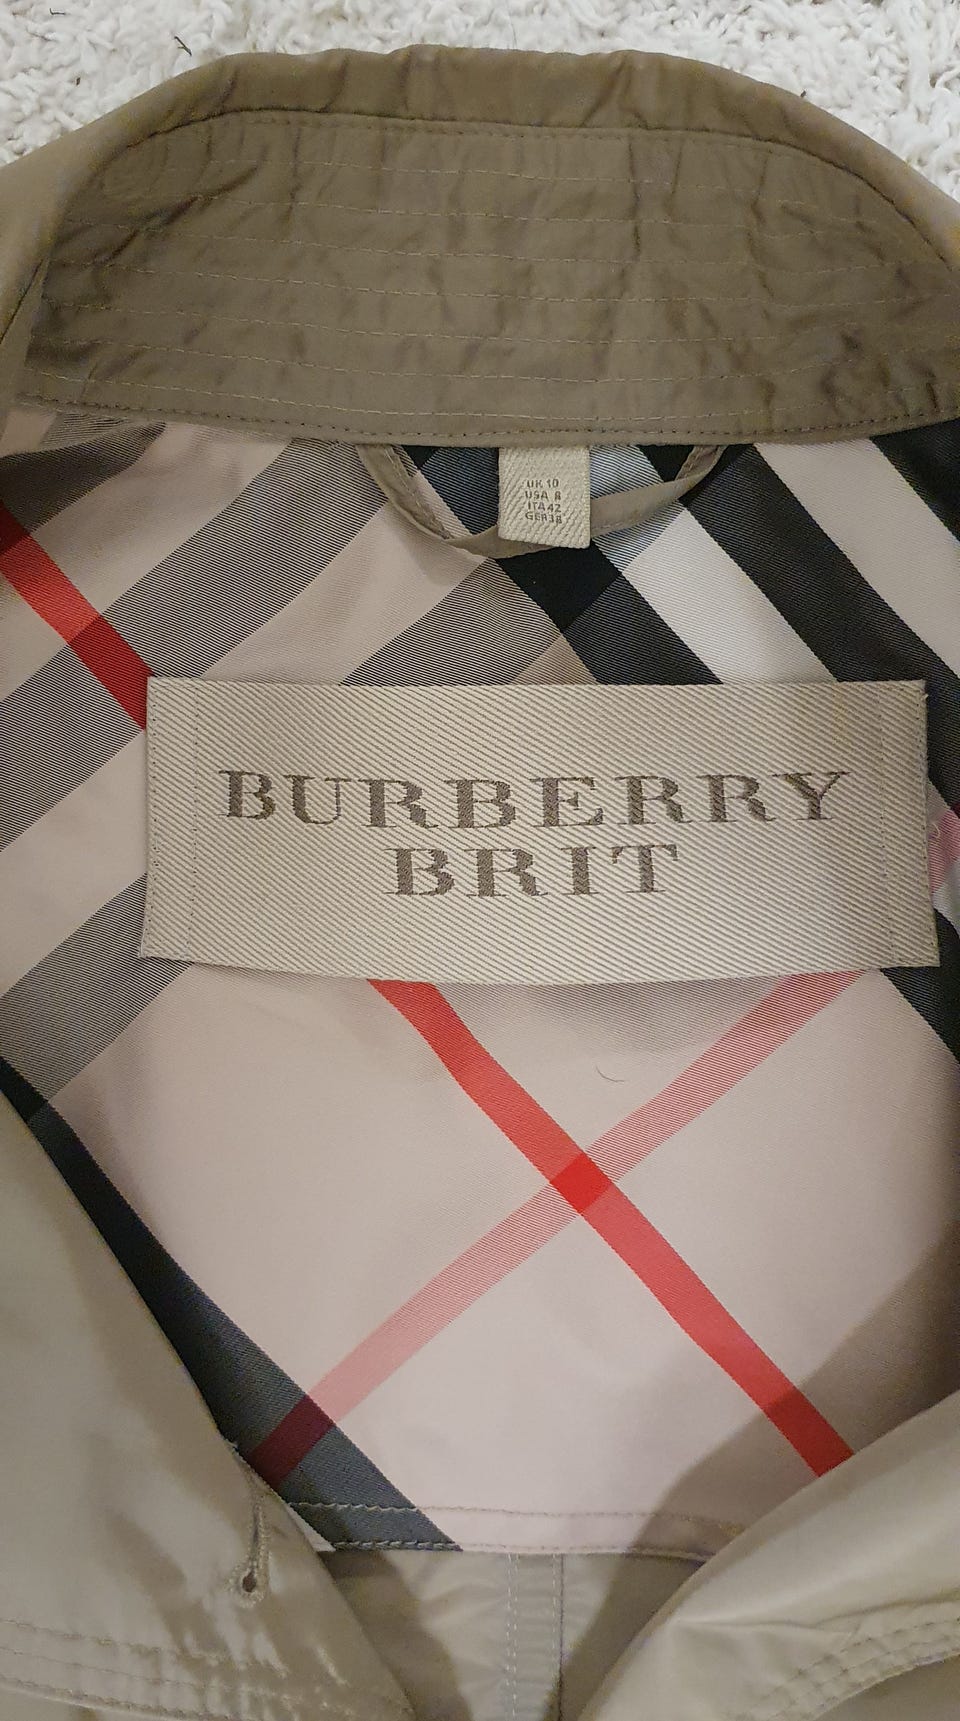 UK 10
USA 8
ITA 42
GER 38
BURBERRY
BRIT